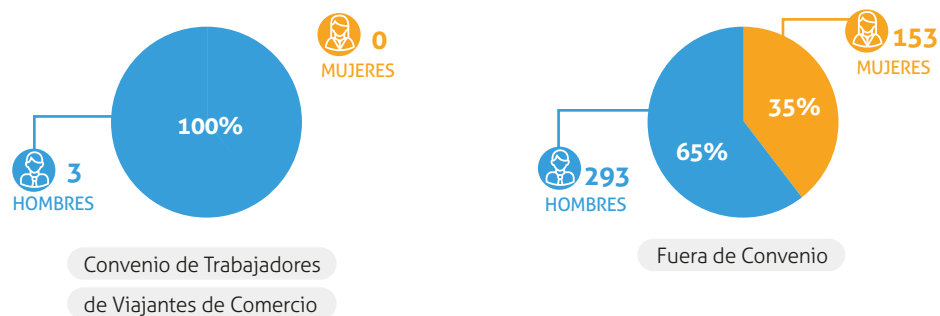 0
MUJERES
100%
3
HOMBRES
Convenio de Trabajadores
de Viajantes de Comercio
153
MUJERES
35%
65%
293
HOMBRES
Fuera de Convenio